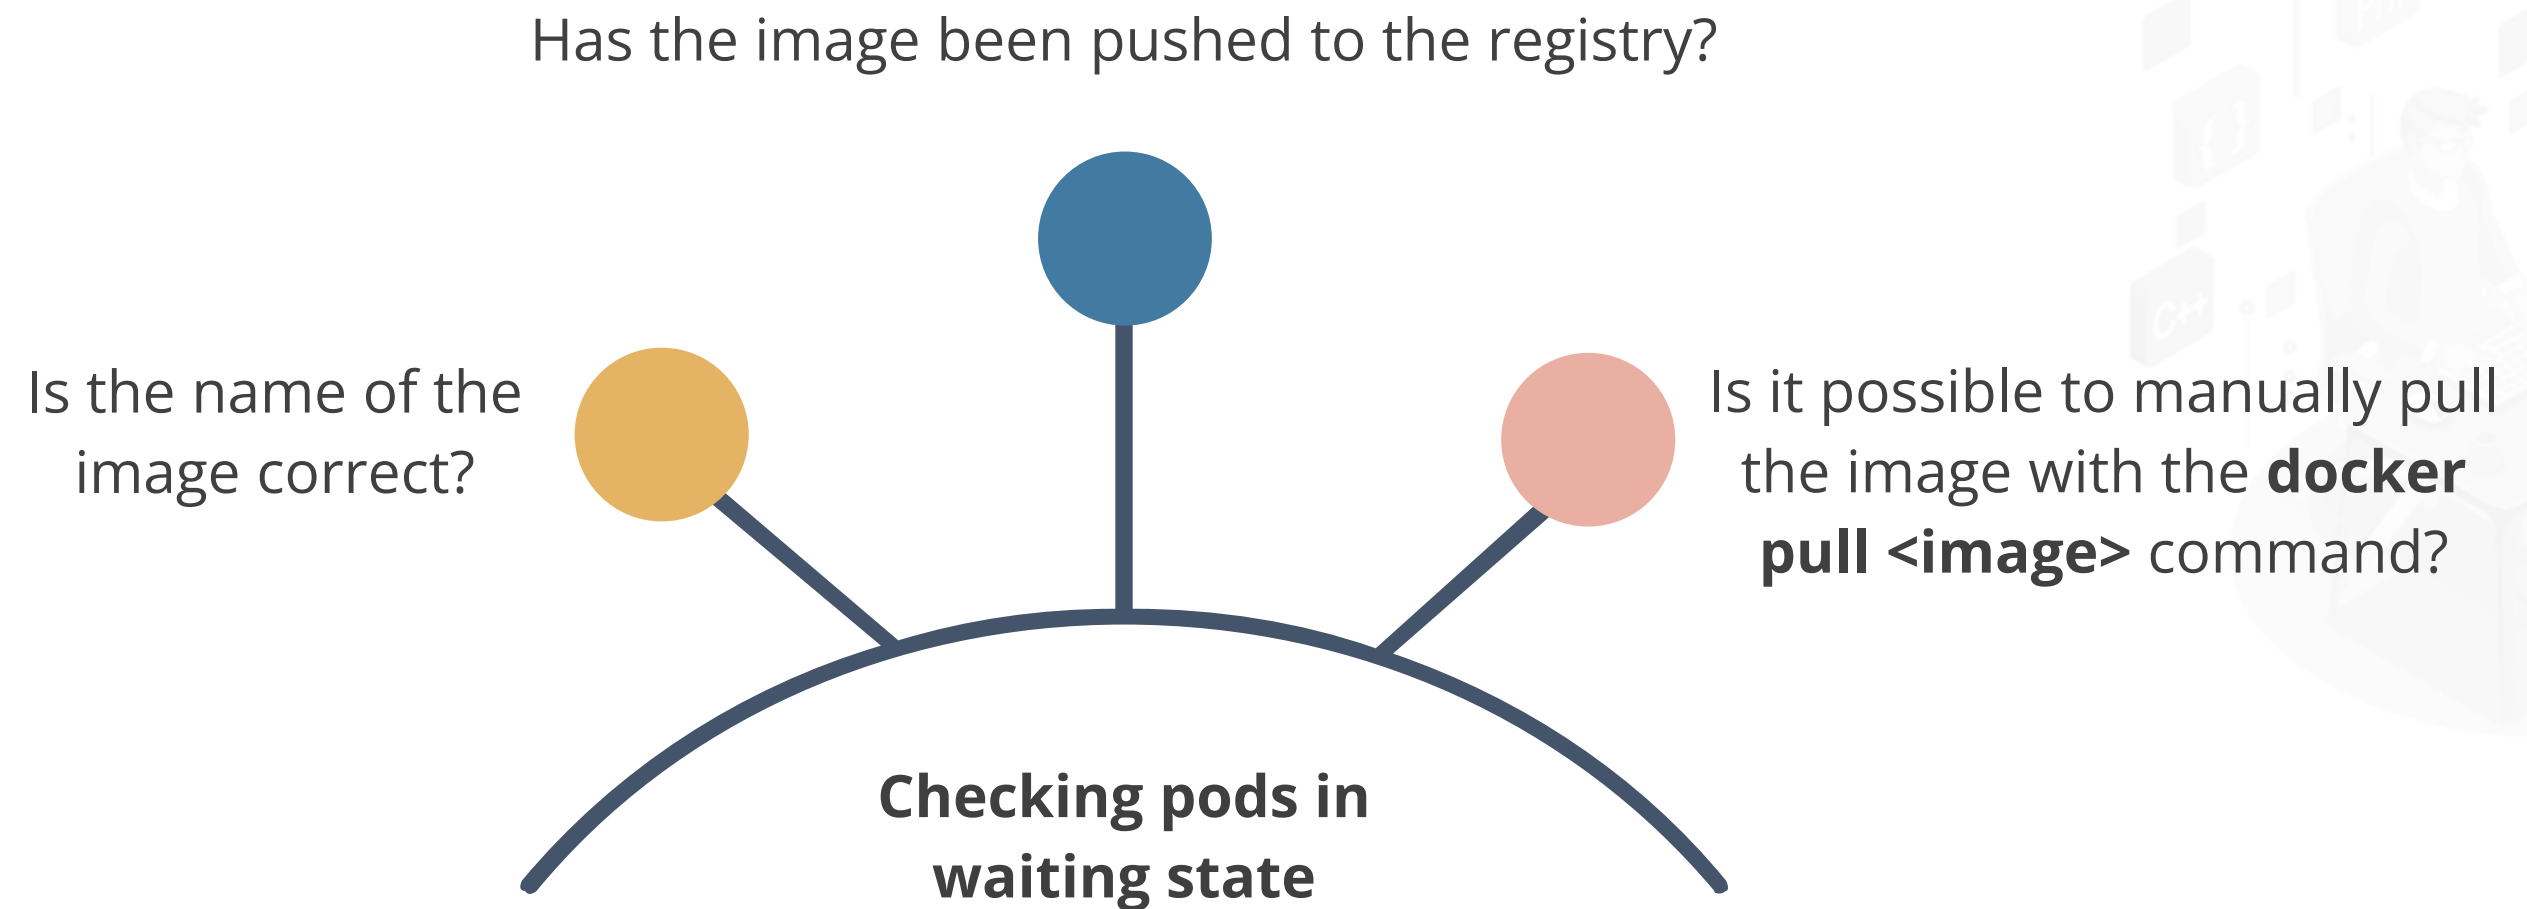 Has the image been pushed to the registry?
Is the name of the
image correct?
Is it possible to manually pull
the image with the docker
pull <image> command?
Checking pods in
waiting state
{ }
C++